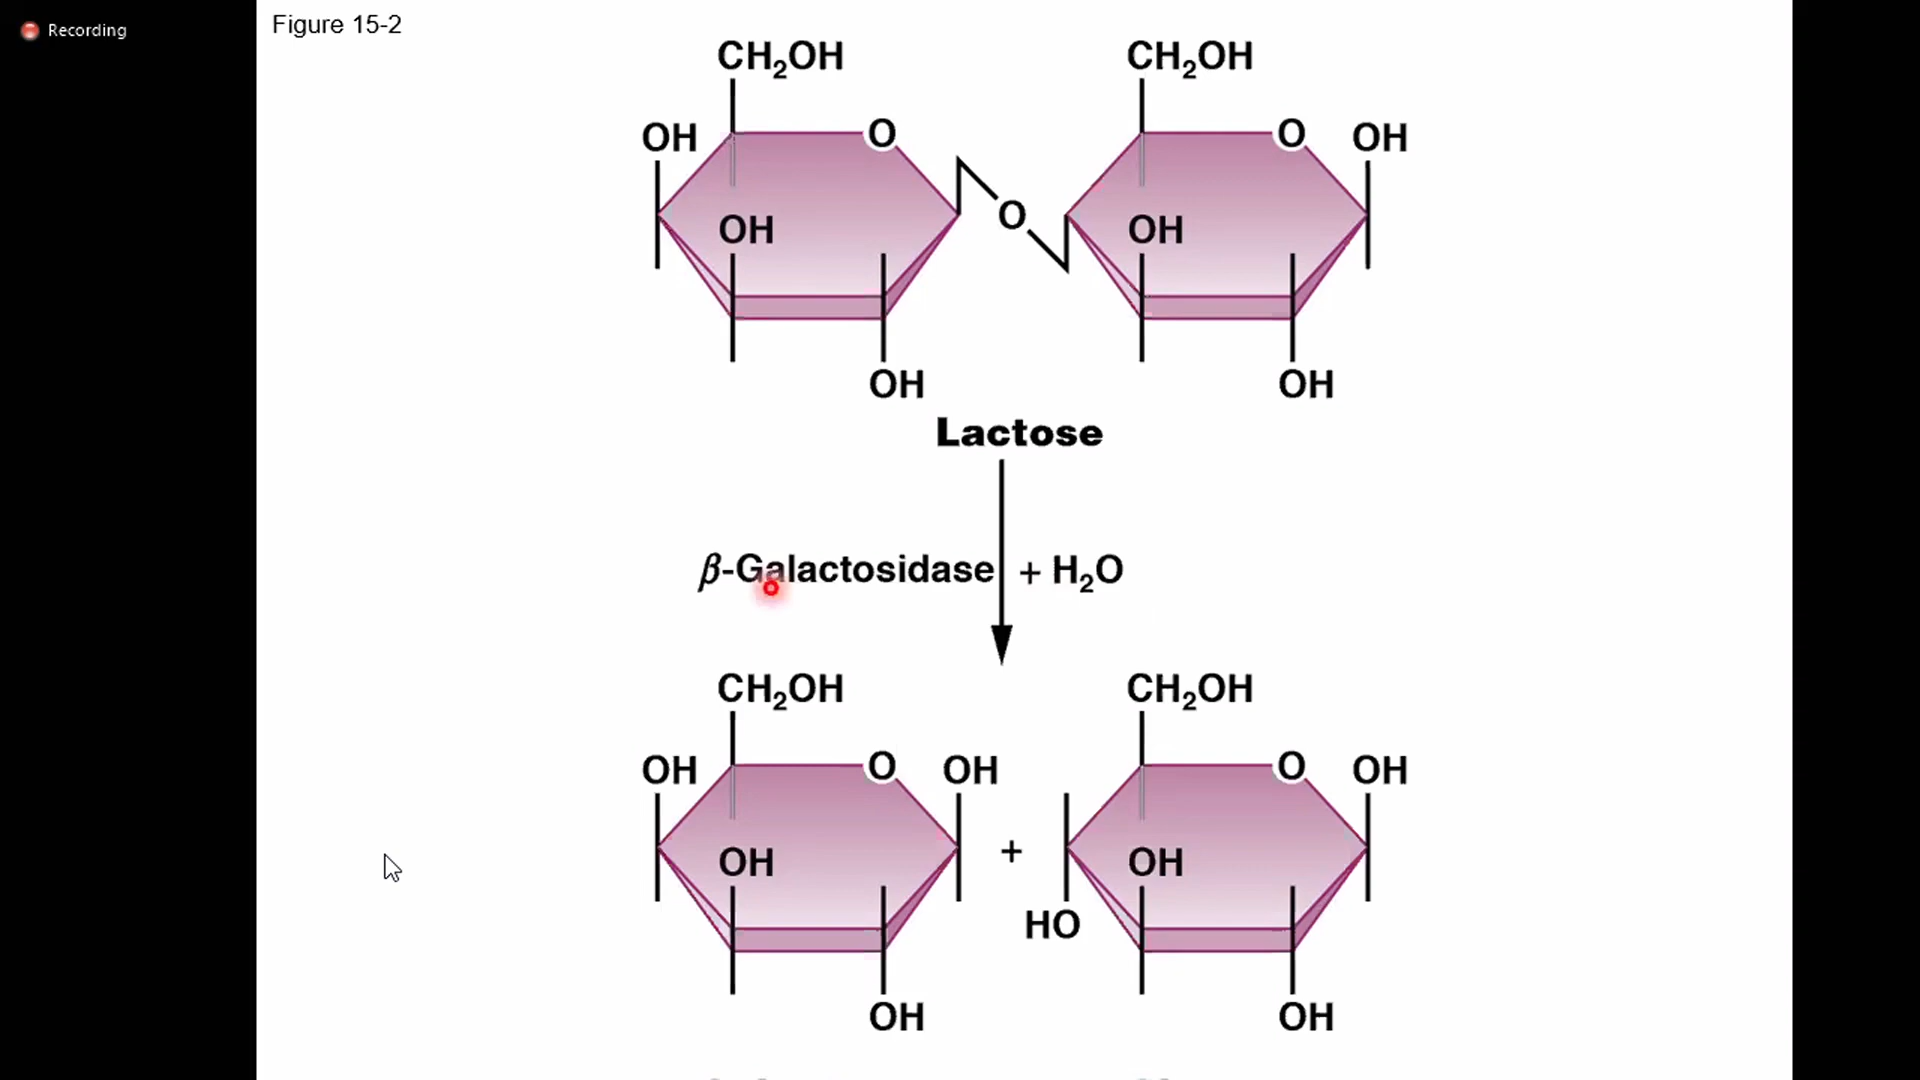 Recording
Figure 15-2
CH₂OH CH₂OH
OH O O OH
OH O OH
OH OH
Lactose
β-Galactosidase + H₂O
CH₂OH CH₂OH
OH O OH O OH
OH + OH
HO
OH OH